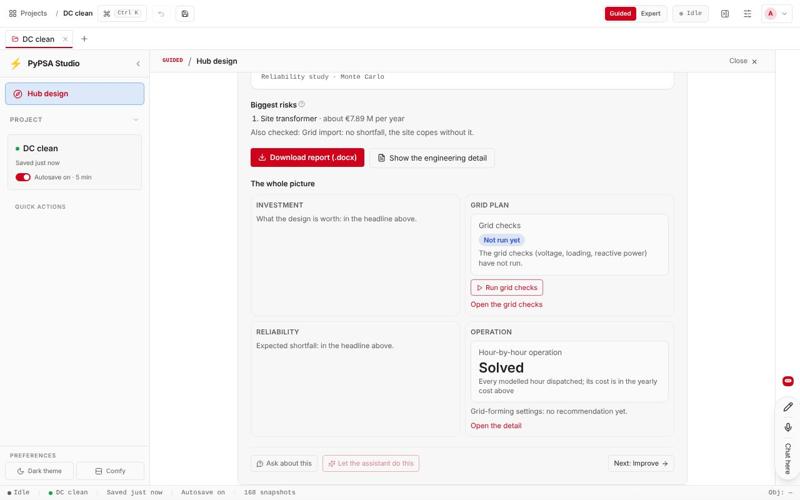 Projects / DC clean ⌘ Ctrl K
Guided Expert Idle A
DC clean × +
PyPSA Studio
GUIDED / Hub design Close ×
Hub design
PROJECT
DC clean
Saved just now
Autosave on · 5 min
QUICK ACTIONS
Reliability study · Monte Carlo
Biggest risks ?
1. Site transformer · about €7.89 M per year
Also checked: Grid import: no shortfall, the site copes without it.
Download report (.docx) Show the engineering detail
The whole picture
INVESTMENT
What the design is worth: in the headline above.
GRID PLAN
Grid checks
Not run yet
The grid checks (voltage, loading, reactive power)
have not run.
Run grid checks
Open the grid checks
RELIABILITY
Expected shortfall: in the headline above.
OPERATION
Hour-by-hour operation
Solved
Every modelled hour dispatched; its cost is in the yearly
cost above
Grid-forming settings: no recommendation yet.
Open the detail
Ask about this Let the assistant do this Next: Improve →
Chat here
PREFERENCES
Dark theme Comfy
Idle DC clean Saved just now Autosave on 168 snapshots Obj: —